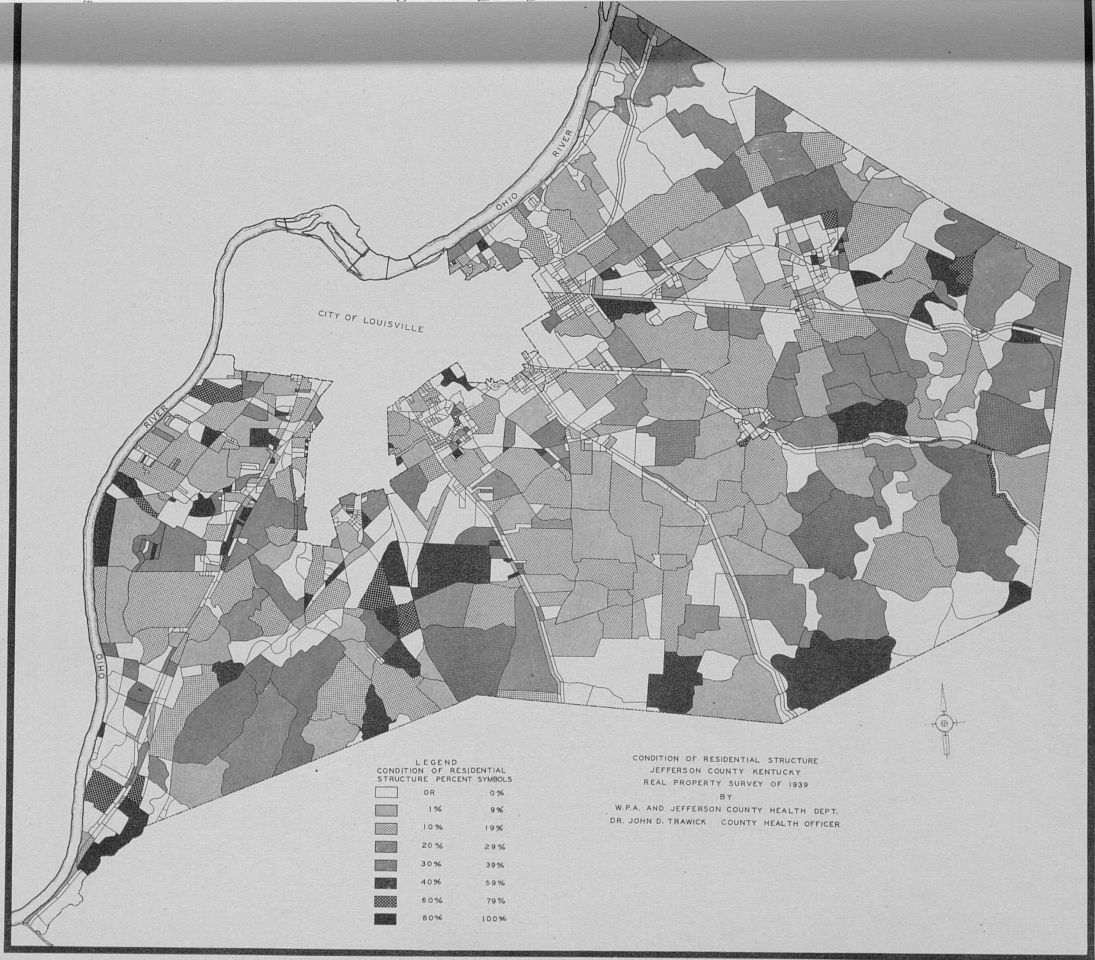 OHIO RIVER
CITY OF LOUISVILLE
RIVER
OHIO
LEGEND
CONDITION OF RESIDENTIAL
STRUCTURE PERCENT SYMBOLS
OR 0%
1% 9%
10% 19%
20% 29%
30% 39%
40% 59%
60% 79%
80% 100%
CONDITION OF RESIDENTIAL STRUCTURE
JEFFERSON COUNTY KENTUCKY
REAL PROPERTY SURVEY OF 1939
BY
W.P.A. AND JEFFERSON COUNTY HEALTH DEPT.
DR. JOHN D. TRAWICK COUNTY HEALTH OFFICER